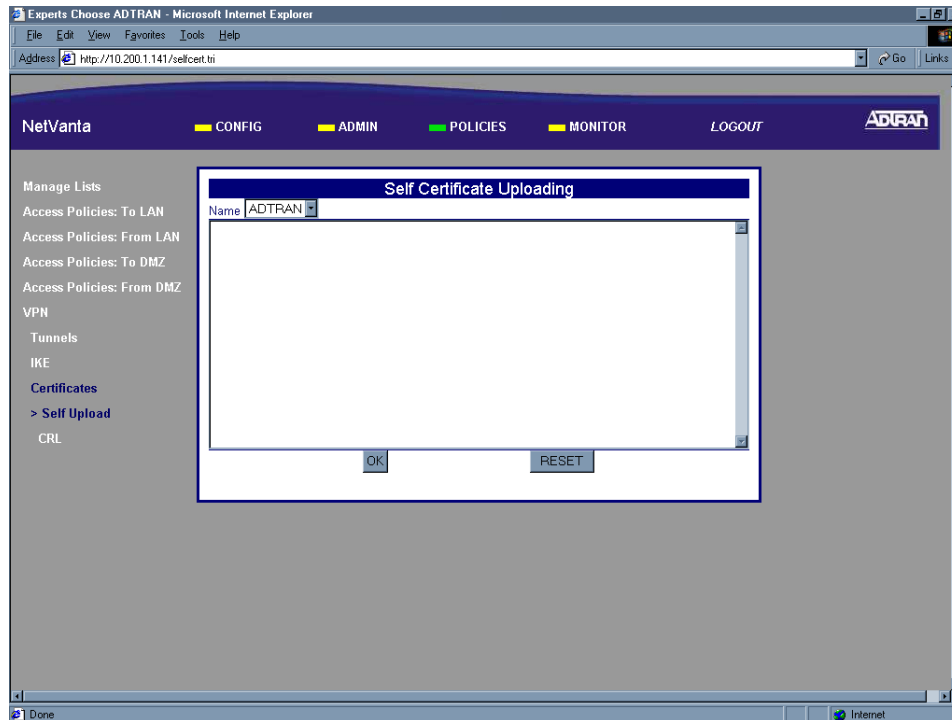 Experts Choose ADTRAN - Microsoft Internet Explorer
File Edit View Favorites Tools Help
Address http://10.200.1.141/selfcert.tri Go Links
NetVanta CONFIG ADMIN POLICIES MONITOR LOGOUT ADTRAN
Manage Lists
Access Policies: To LAN
Access Policies: From LAN
Access Policies: To DMZ
Access Policies: From DMZ
VPN
Tunnels
IKE
Certificates
> Self Upload
CRL
Self Certificate Uploading
Name ADTRAN
OK RESET
Done Internet